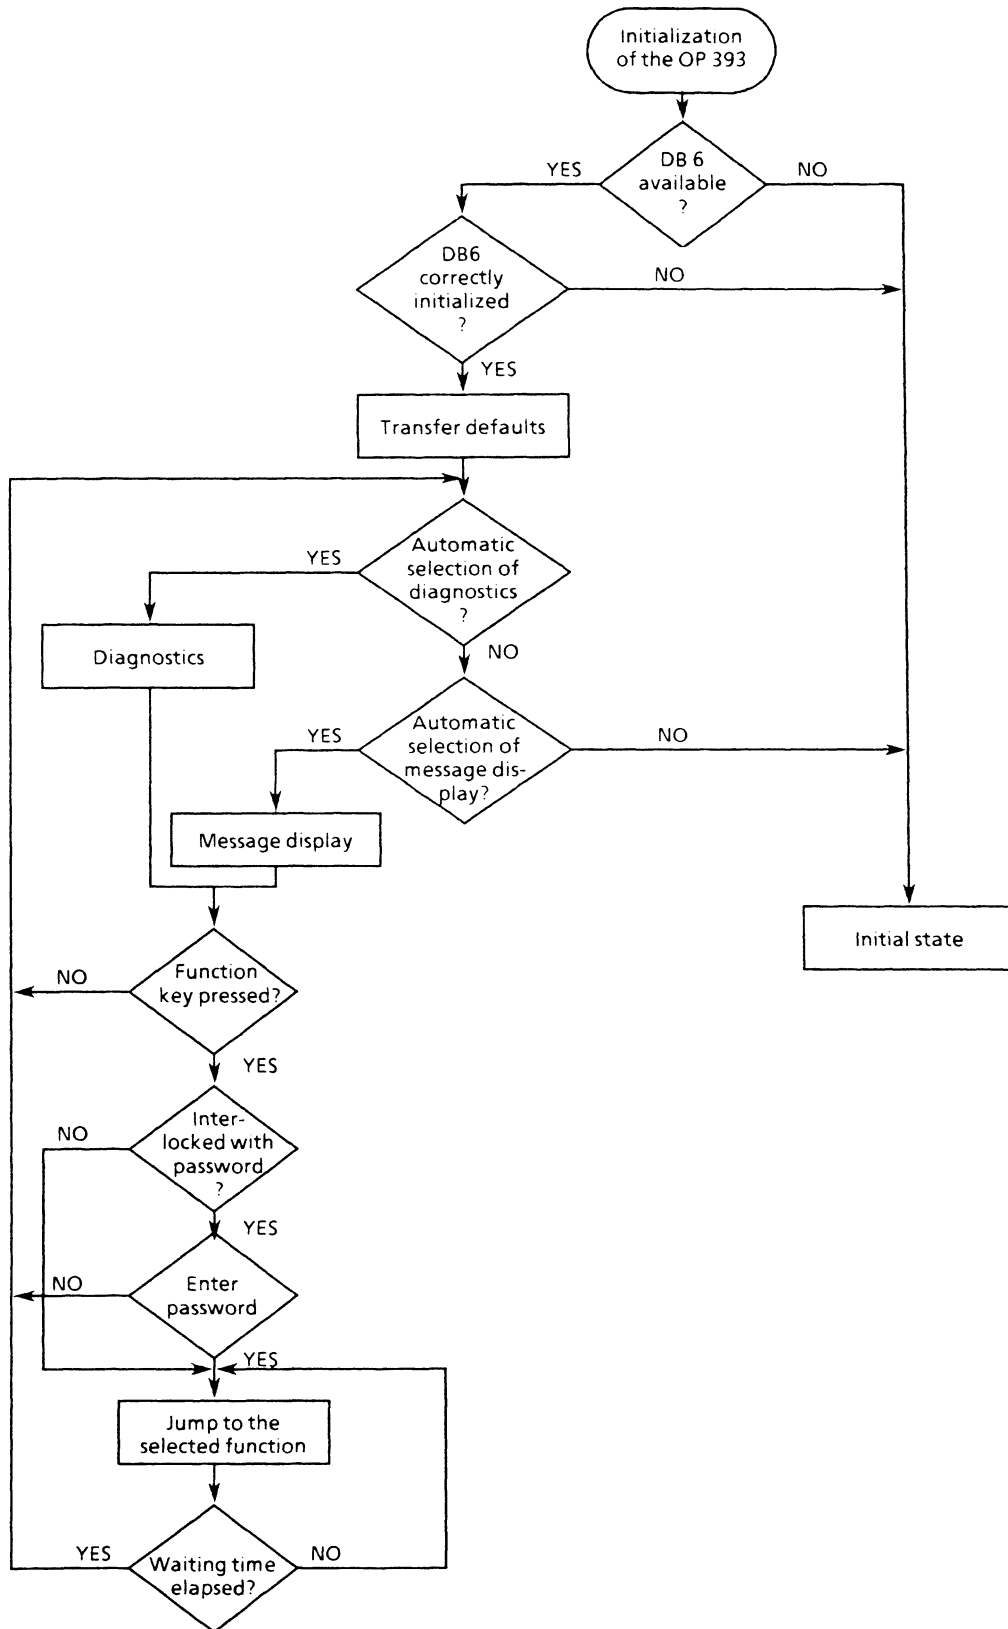 Initialization
of the OP 393
DB 6
available
?
YES
NO
DB6
correctly
initialized
?
NO
YES
Transfer defaults
Automatic
selection of
diagnostics
?
YES
NO
Diagnostics
Automatic
selection of
message dis-
play?
YES
NO
Message display
Initial state
Function
key pressed?
NO
YES
Inter-
locked with
password
?
NO
YES
Enter
password
NO
YES
Jump to the
selected function
Waiting time
elapsed?
YES
NO